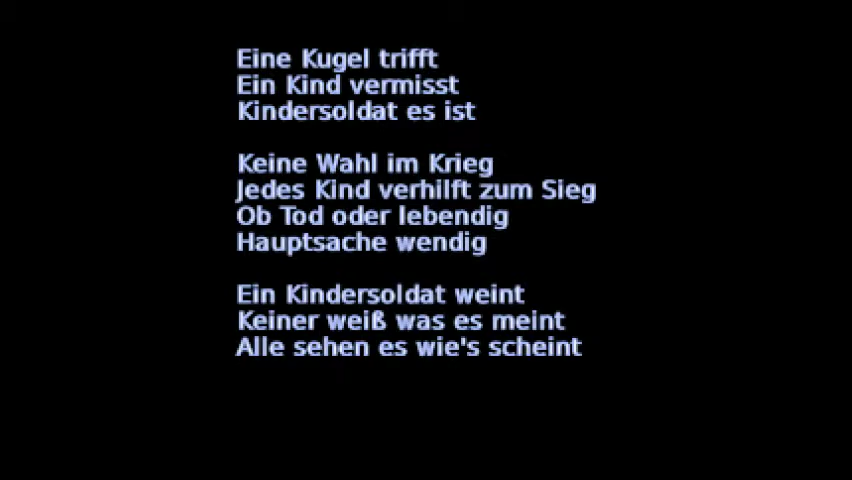 Eine Kugel trifft
Ein Kind vermisst
Kindersoldat es ist
Keine Wahl im Krieg
Jedes Kind verhilft zum Sieg
Ob Tod oder lebendig
Hauptsache wendig
Ein Kindersoldat weint
Keiner weiß was es meint
Alle sehen es wie's scheint